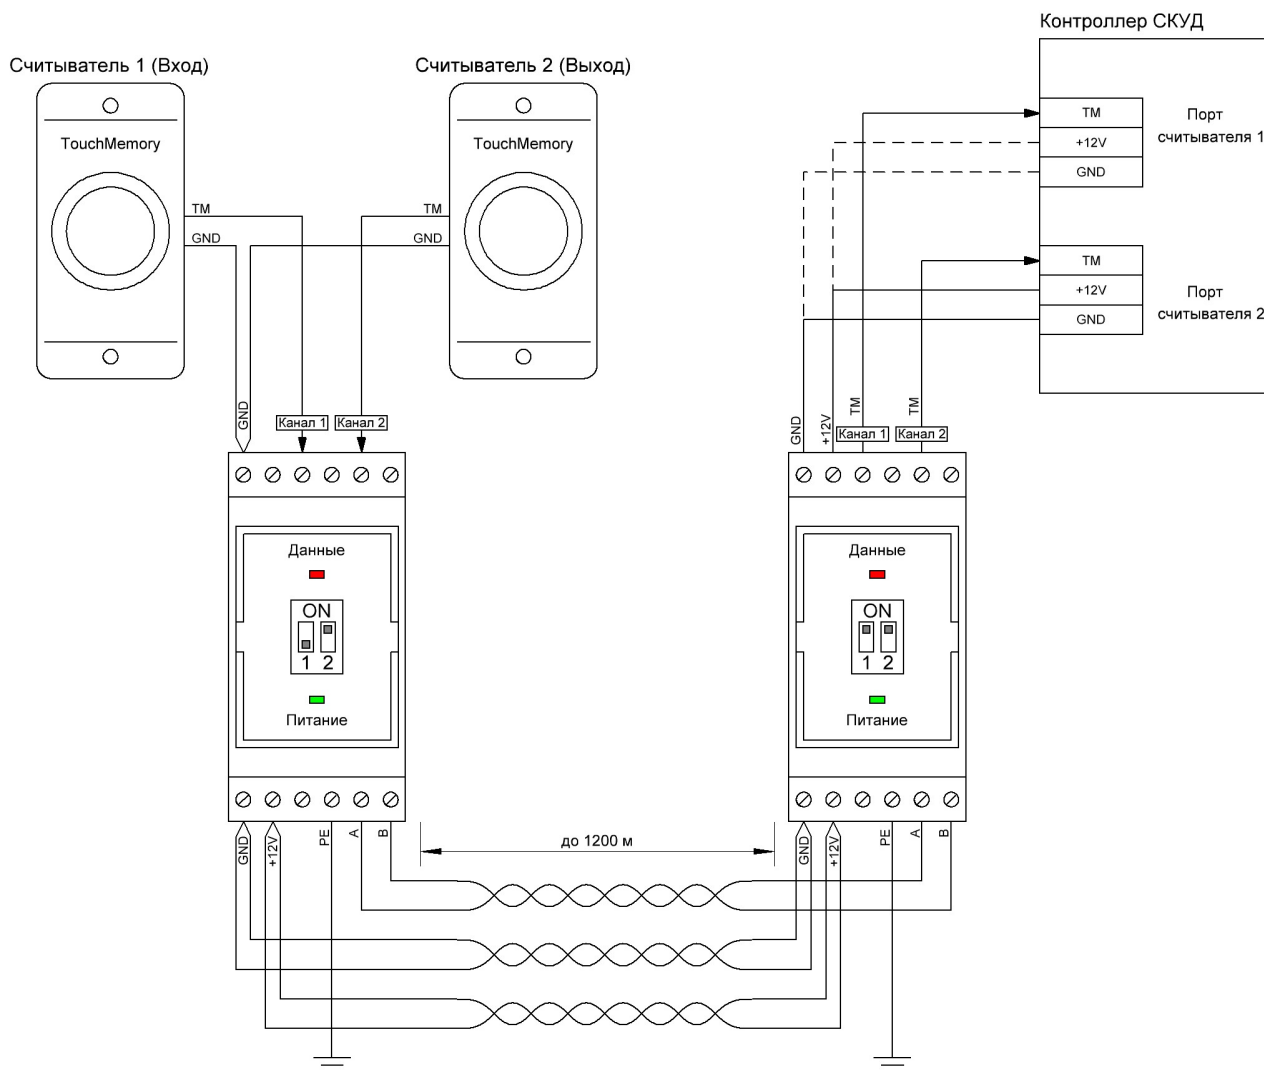 Контроллер СКУД
Считыватель 1 (Вход)
Считыватель 2 (Выход)
TouchMemory
TouchMemory
TM
GND
TM
GND
TM
+12V
GND
Порт
считывателя 1
TM
+12V
GND
Порт
считывателя 2
GND
Канал 1
Канал 2
GND
+12V
TM
Канал 1
TM
Канал 2
Данные
ON
1 2
Питание
Данные
ON
1 2
Питание
GND
+12V
PE
A
B
до 1200 м
GND
+12V
PE
A
B